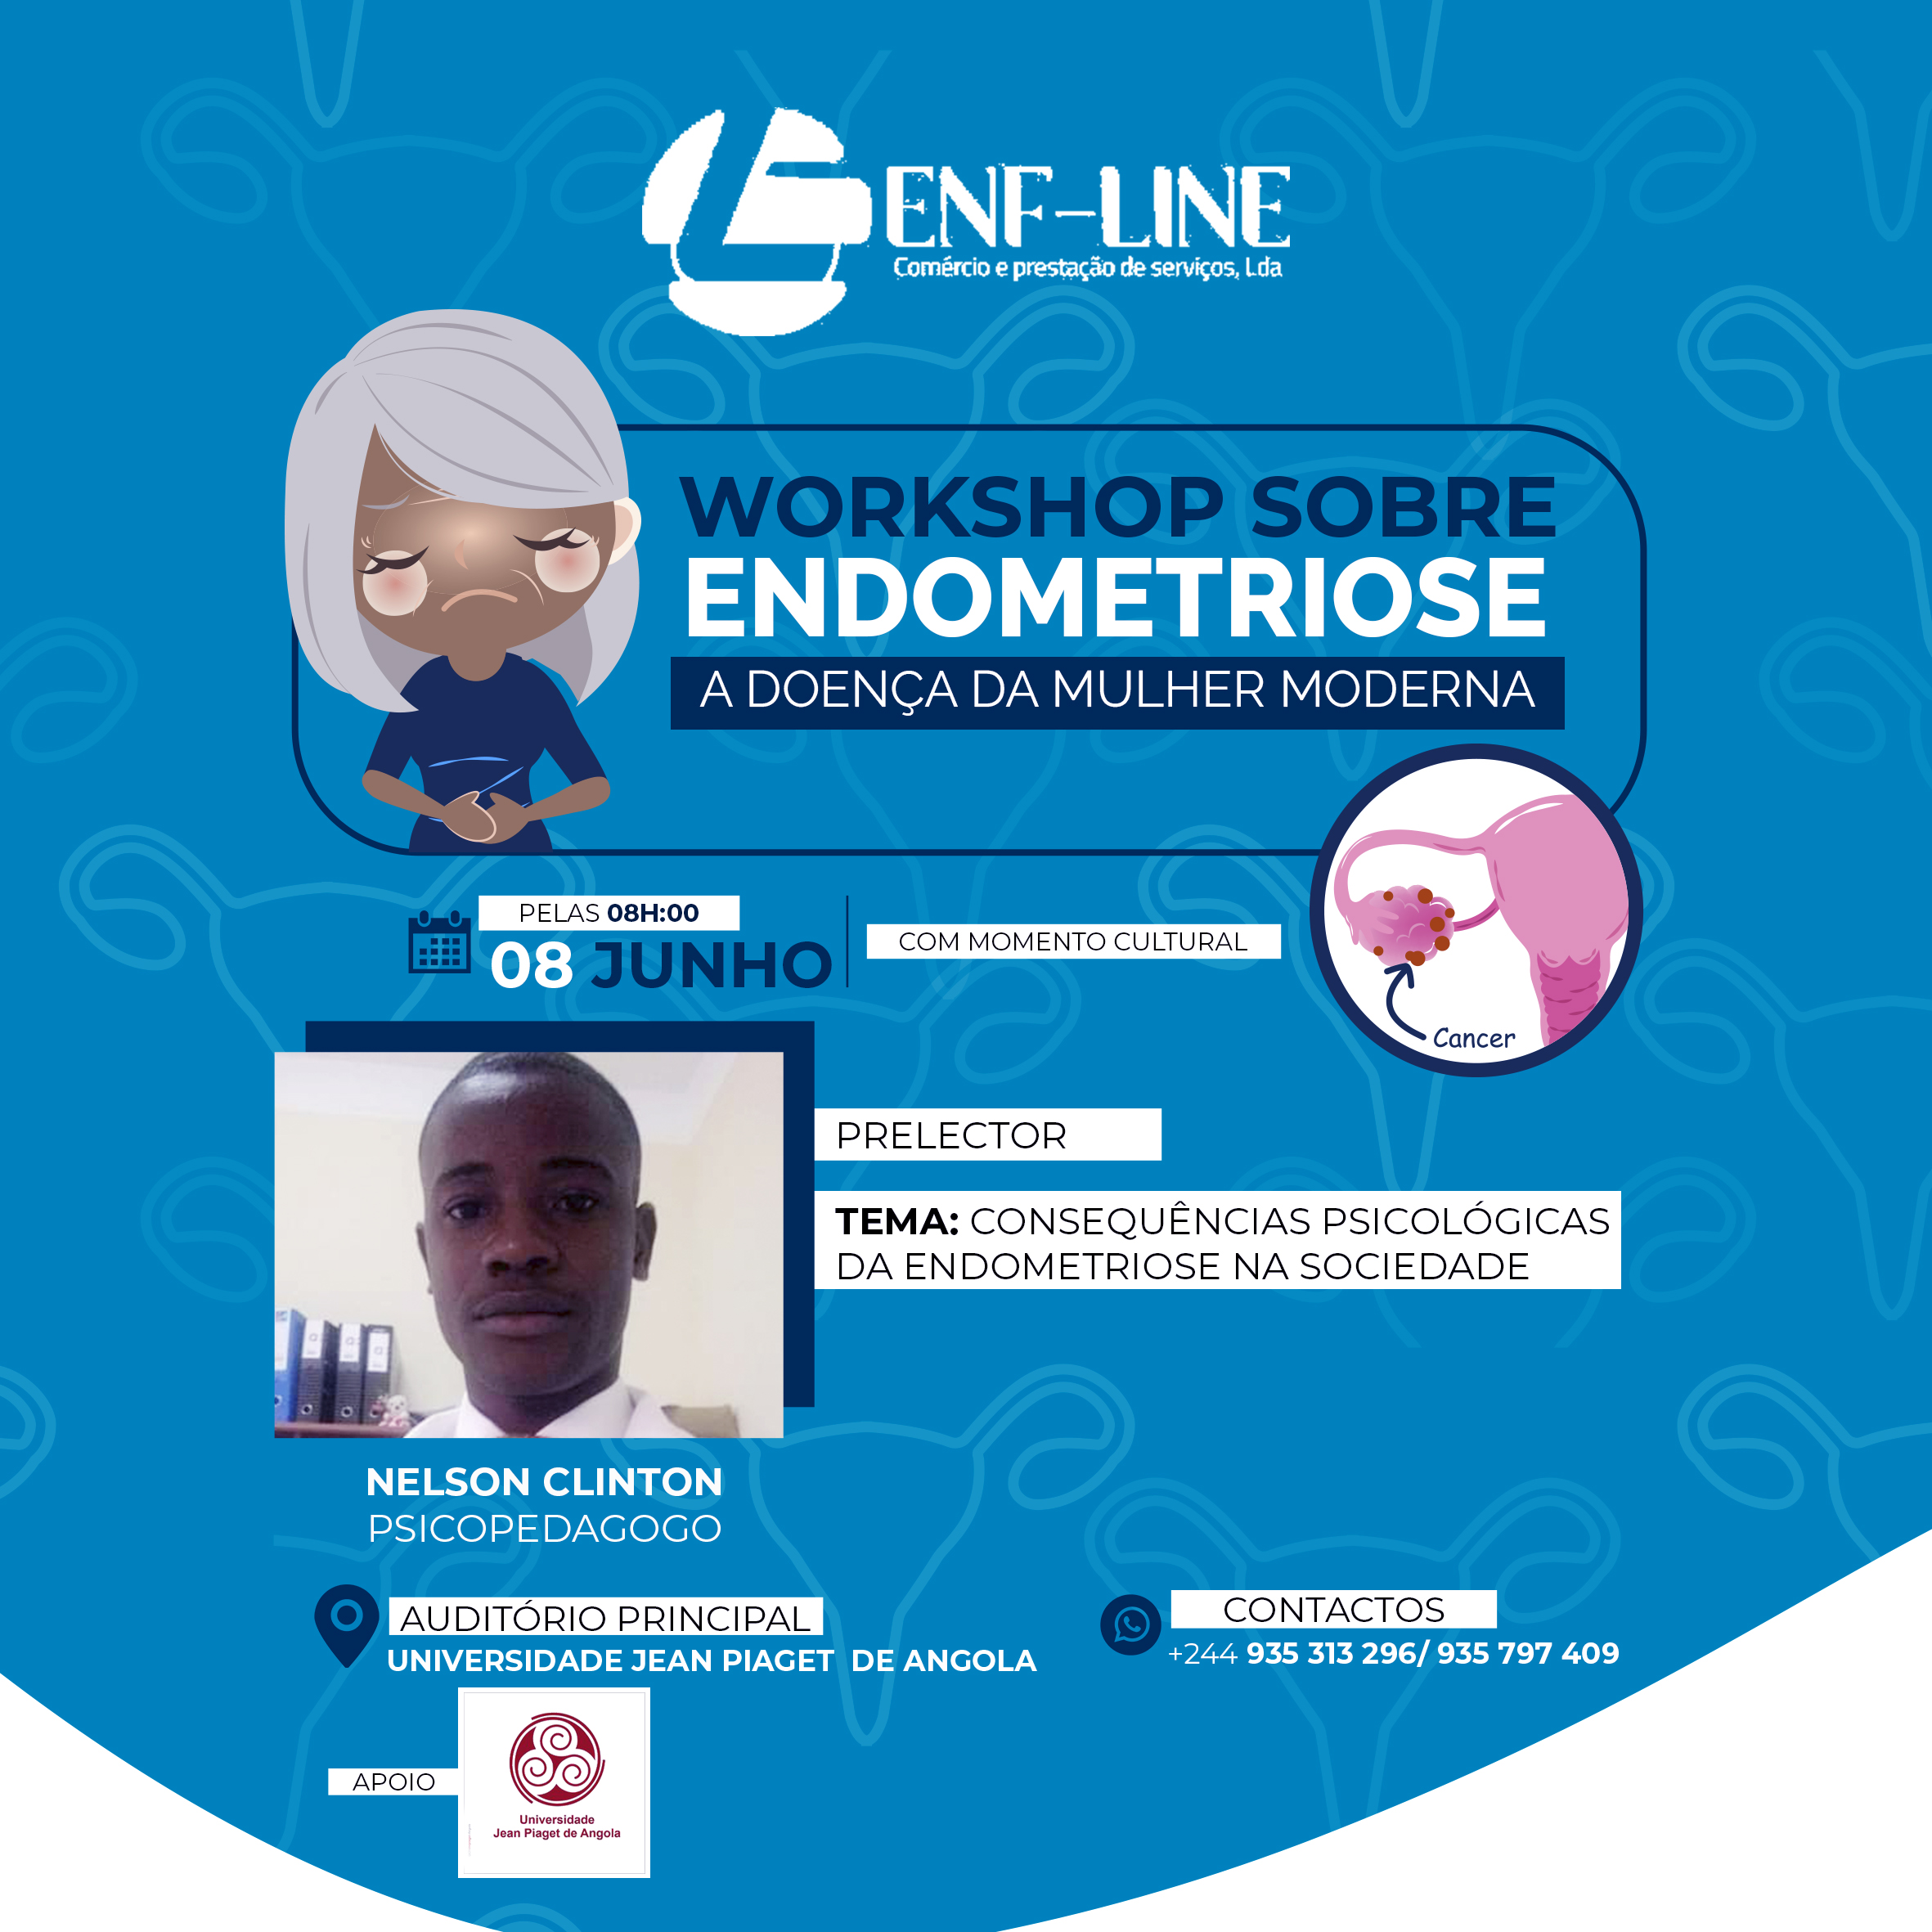 ENF-LINE
Comércio e prestação de serviços, Lda
WORKSHOP SOBRE
ENDOMETRIOSE
A DOENÇA DA MULHER MODERNA
PELAS 08H:00
08 JUNHO
COM MOMENTO CULTURAL
Cancer
PRELECTOR
TEMA: CONSEQUÊNCIAS PSICOLÓGICAS
DA ENDOMETRIOSE NA SOCIEDADE
NELSON CLINTON
PSICOPEDAGOGO
AUDITÓRIO PRINCIPAL
UNIVERSIDADE JEAN PIAGET DE ANGOLA
CONTACTOS
+244 935 313 296/ 935 797 409
APOIO
Universidade
Jean Piaget de Angola